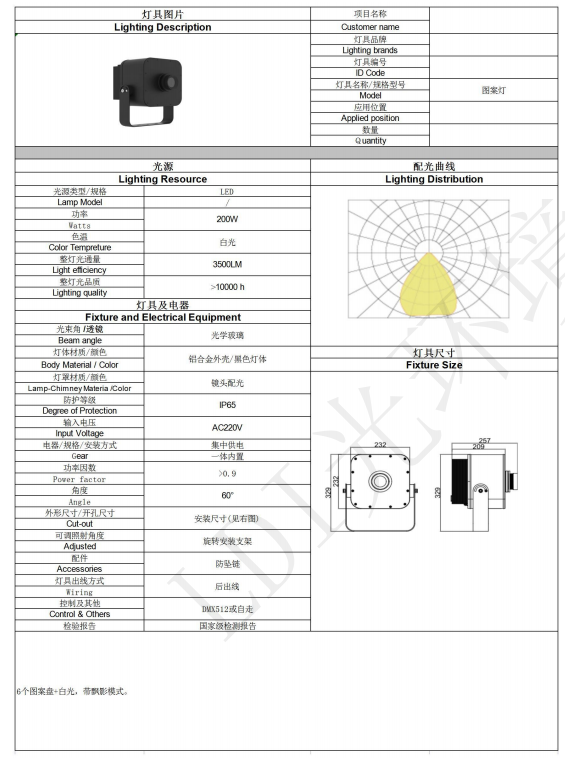 灯具图片
Lighting Description
项目名称
Customer name
灯具品牌
Lighting brands
灯具编号
ID Code
灯具名称/规格型号
Model
图案灯
应用位置
Applied position
数量
Quantity
光源
Lighting Resource
配光曲线
Lighting Distribution
光源类型/规格
LED
Lamp Model
/
功率
Watts
200W
色温
Color Tempreture
白光
整灯光通量
Light efficiency
3500LM
整灯光品质
Lighting quality
>10000 h
灯具及电器
Fixture and Electrical Equipment
光束角/透镜
Beam angle
光学玻璃
灯体材质/颜色
Body Material / Color
铝合金外壳/黑色灯体
灯具尺寸
Fixture Size
灯罩材质/颜色
Lamp-Chimney Materia /Color
镜头配光
防护等级
Degree of Protection
IP65
输入电压
Input Voltage
AC220V
电器/规格/安装方式
集中供电
Gear
一体内置
功率因数
Power factor
>0.9
角度
Angle
60°
外形尺寸/开孔尺寸
Cut-out
安装尺寸(见右图)
可调照射角度
Adjusted
旋转安装支架
配件
Accessories
防坠链
灯具出线方式
Wiring
后出线
控制及其他
Control & Others
DMX512或自走
检验报告
国家级检测报告
232
232
329
257
209
329
6个图案盘+白光，带飘影模式。